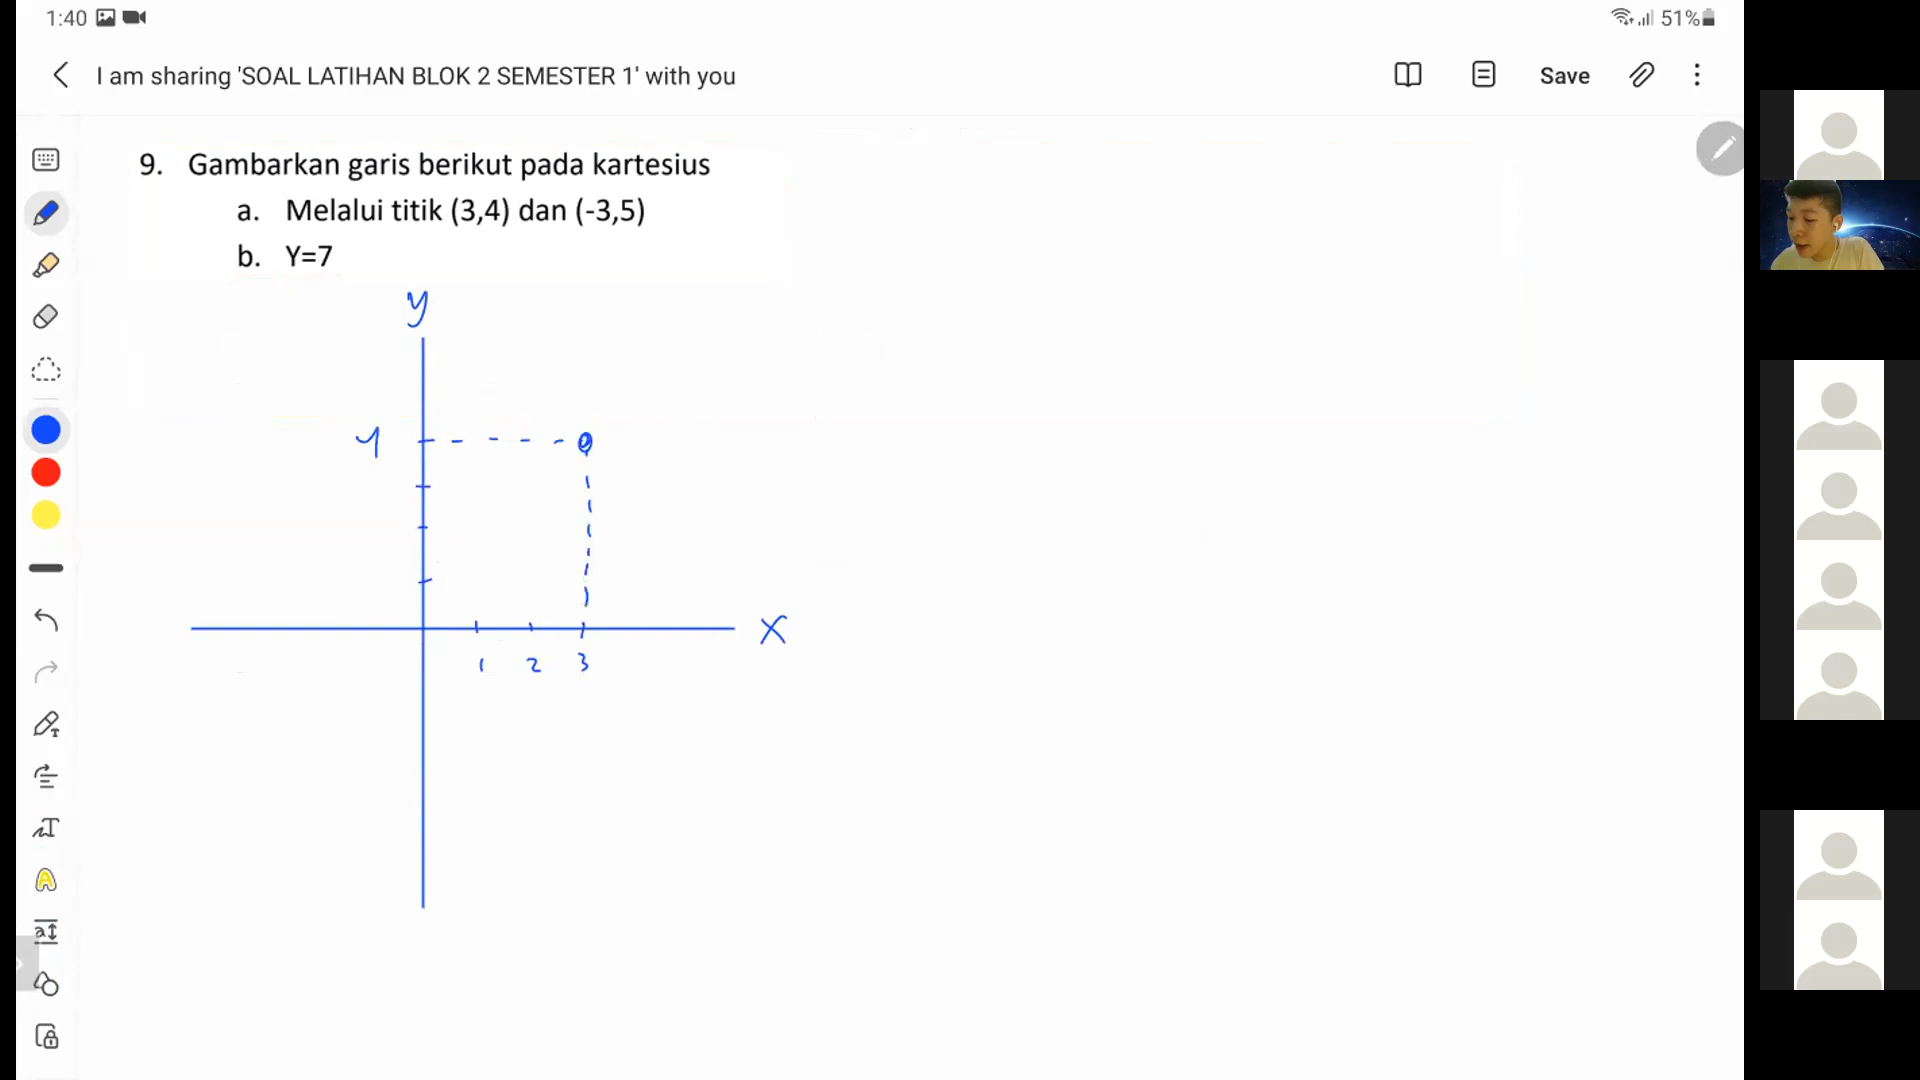 1:40
51%
I am sharing 'SOAL LATIHAN BLOK 2 SEMESTER 1' with you
Save
9. Gambarkan garis berikut pada kartesius
a. Melalui titik (3,4) dan (-3,5)
b. Y=7
y
4
x
1 2 3